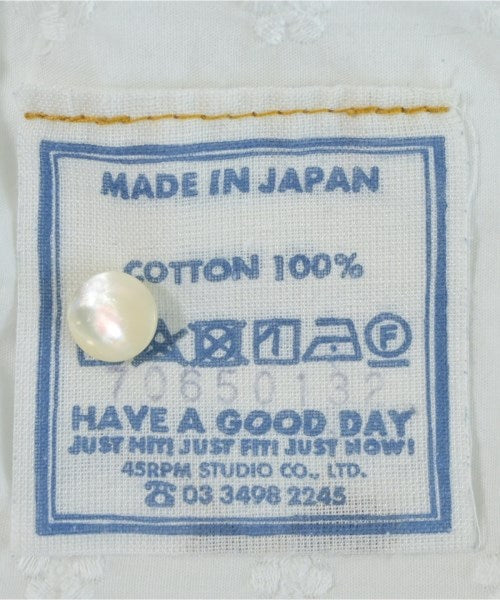 MADE IN JAPAN
COTTON 100%
F
70650132
HAVE A GOOD DAY
JUST HIT! JUST FIT! JUST NOW!
45RPM STUDIO CO., LTD.
☎ 03 3498 2245